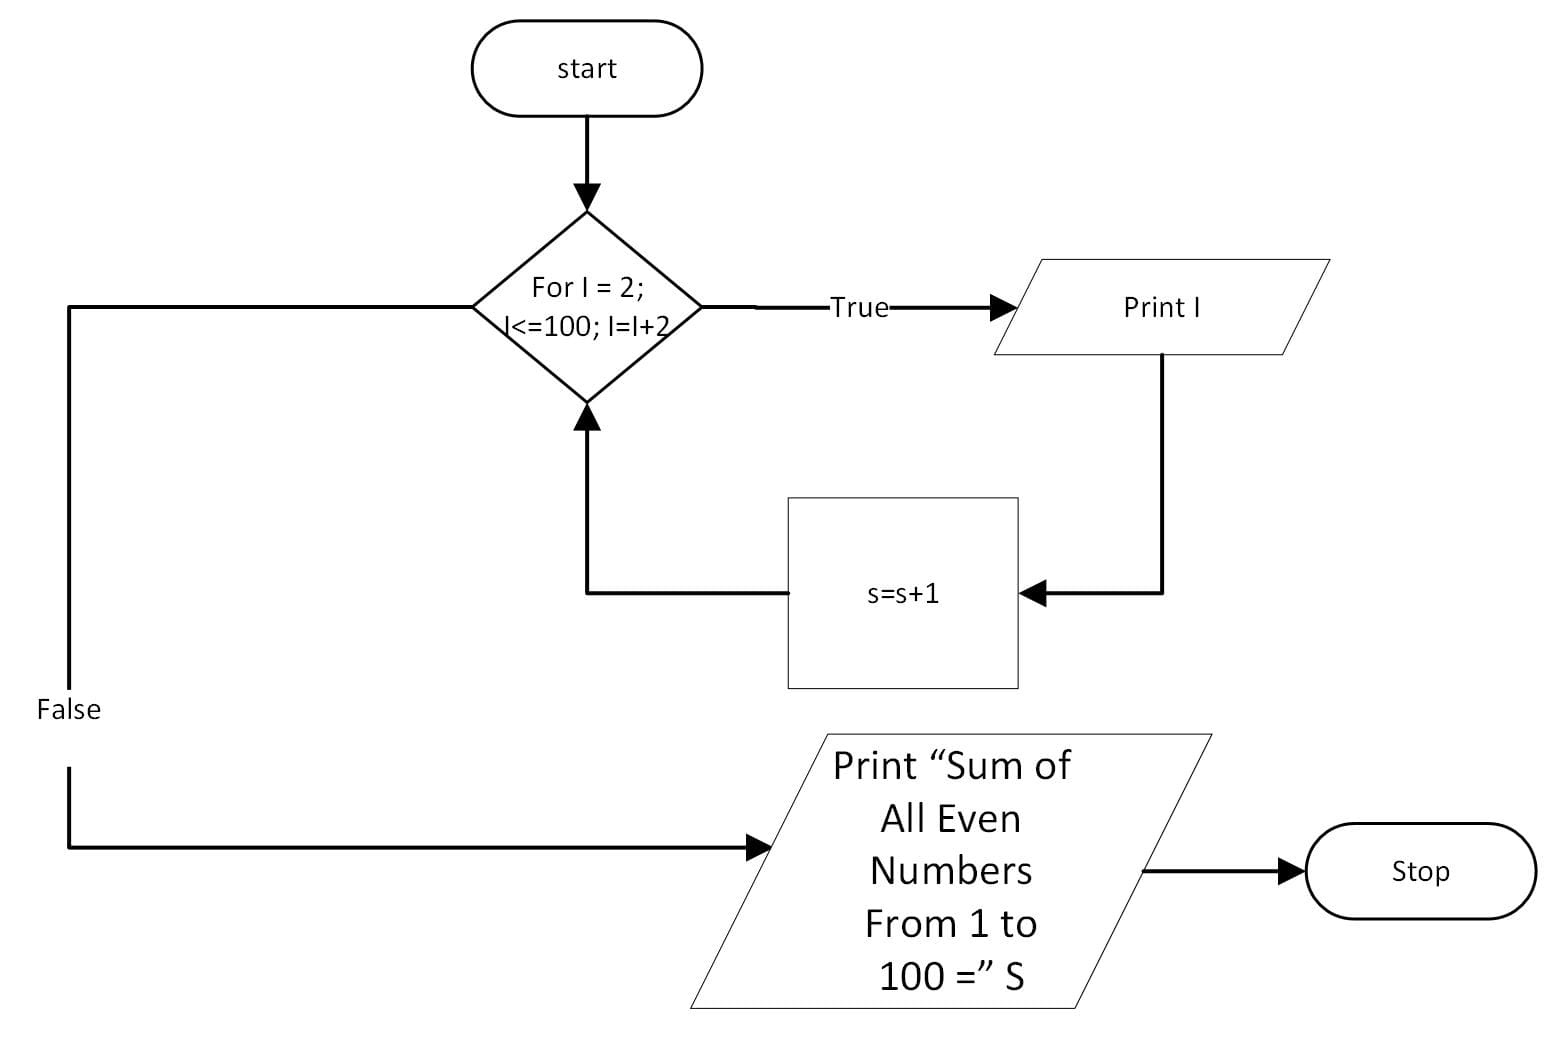 start
For I = 2;
I<=100; I=I+2
True
Print I
s=s+1
False
Print “Sum of
All Even
Numbers
From 1 to
100 =” S
Stop